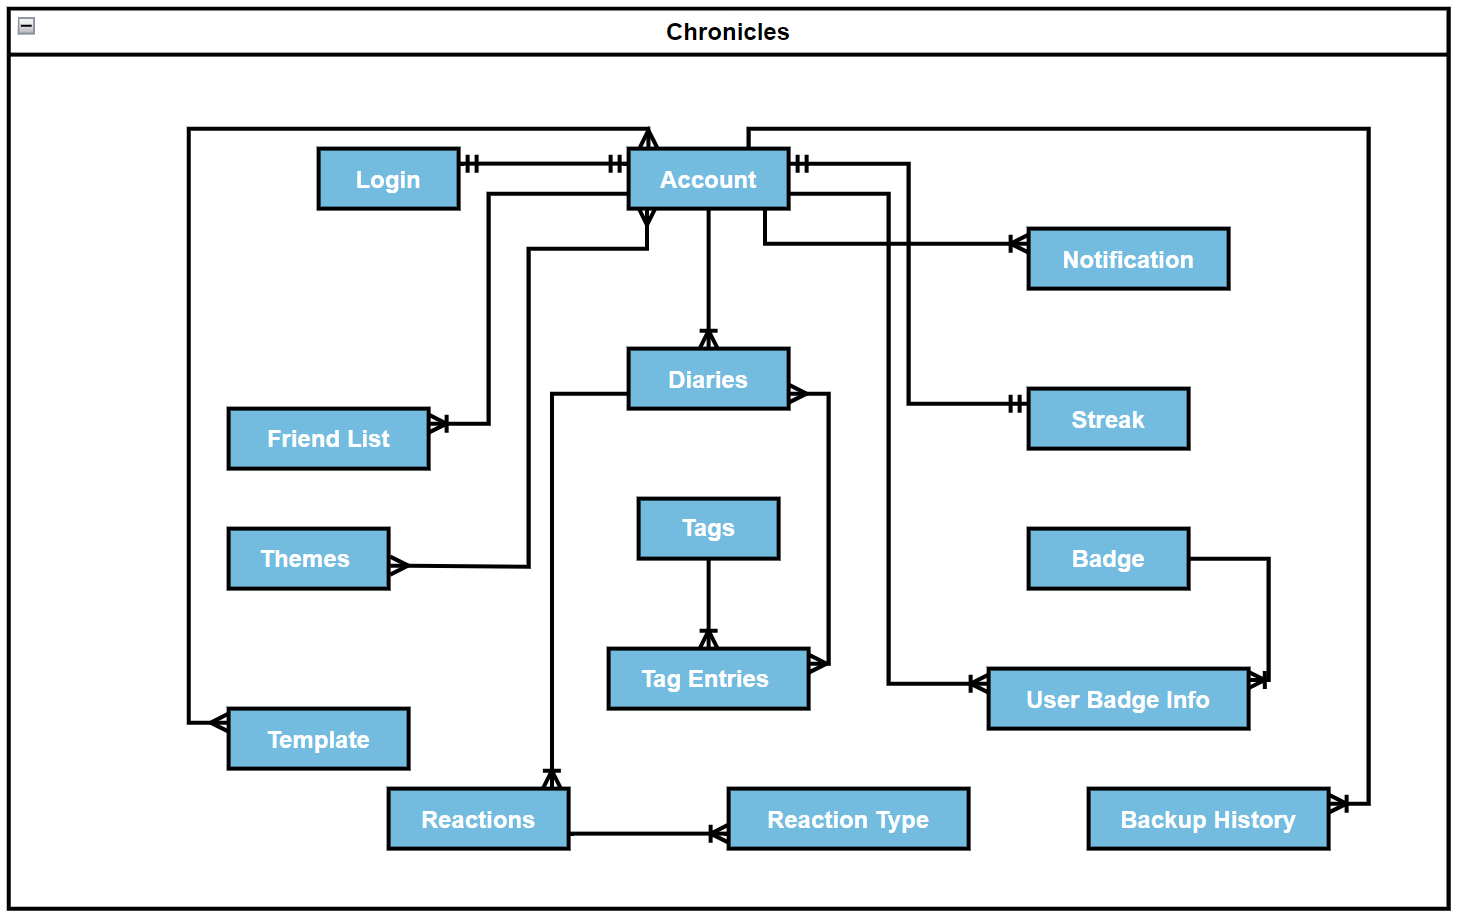 Chronicles
Login
Account
Notification
Diaries
Streak
Friend List
Tags
Themes
Badge
Tag Entries
User Badge Info
Template
Reactions
Reaction Type
Backup History